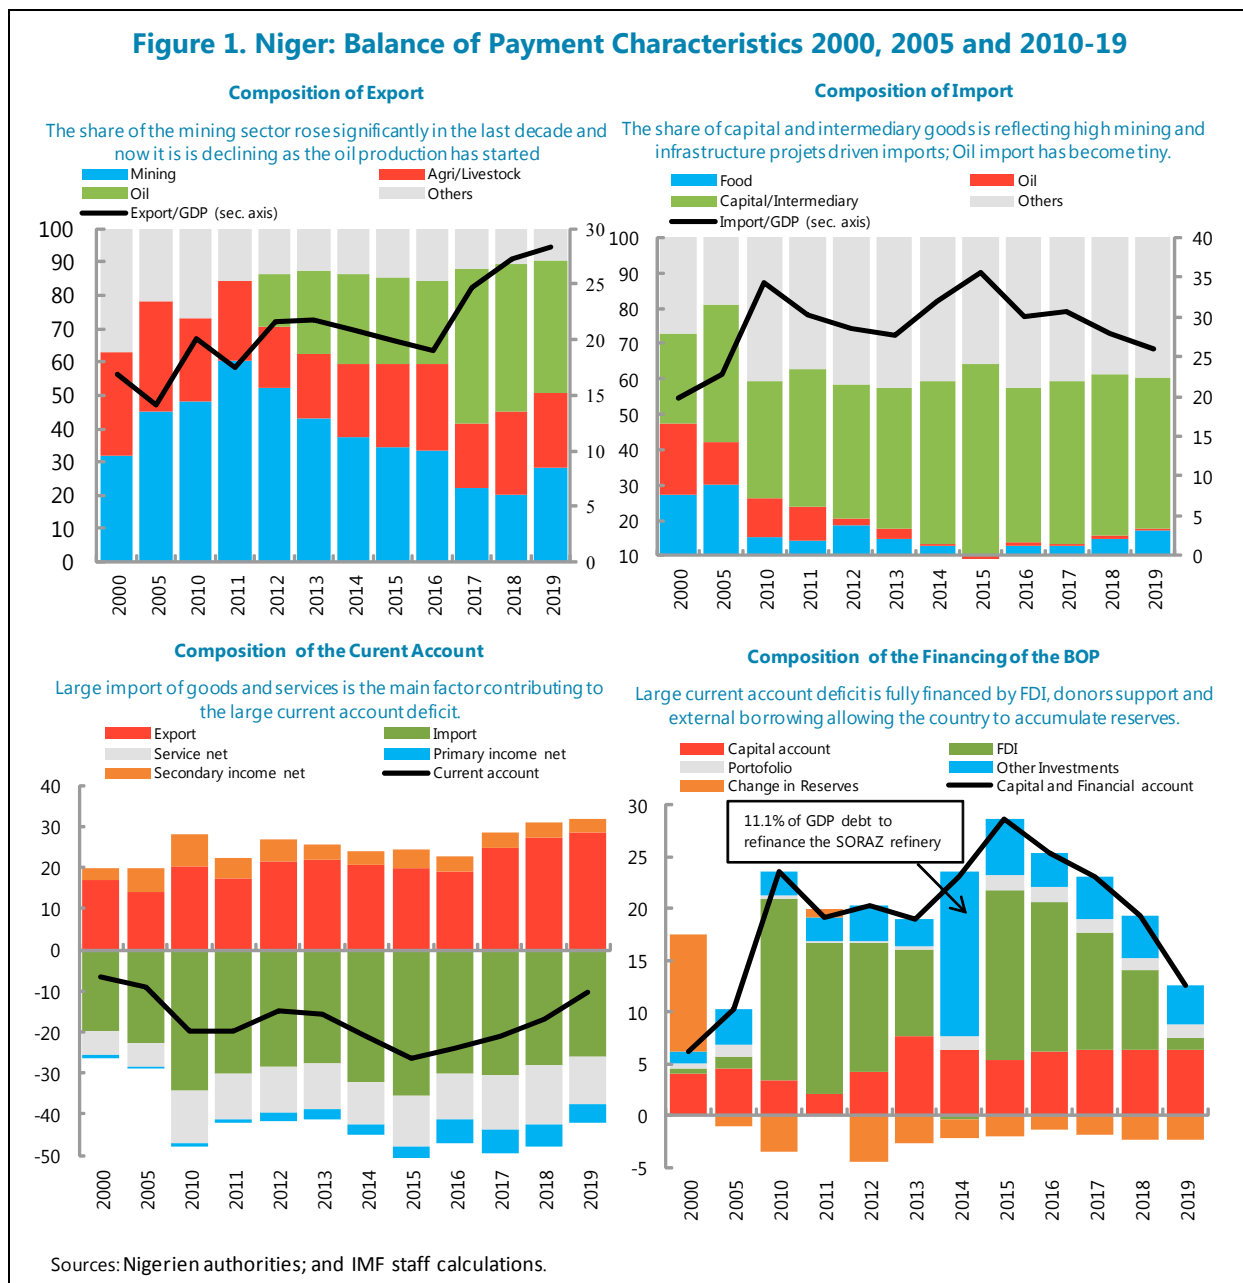 Figure 1. Niger: Balance of Payment Characteristics 2000, 2005 and 2010-19
Composition of Export
The share of the mining sector rose significantly in the last decade and
now it is is declining as the oil production has started
Mining
Agri/Livestock
Oil
Others
Export/GDP (sec. axis)
100
90
80
70
60
50
40
30
20
10
0
30
25
20
15
10
5
0
2000
2005
2010
2011
2012
2013
2014
2015
2016
2017
2018
2019
Composition of Import
The share of capital and intermediary goods is reflecting high mining and
infrastructure projets driven imports; Oil import has become tiny.
Food
Oil
Capital/Intermediary
Others
Import/GDP (sec. axis)
100
90
80
70
60
50
40
30
20
10
40
35
30
25
20
15
10
5
0
2000
2005
2010
2011
2012
2013
2014
2015
2016
2017
2018
2019
Composition of the Curent Account
Large import of goods and services is the main factor contributing to
the large current account deficit.
Export
Import
Service net
Primary income net
Secondary income net
Current account
40
30
20
10
0
-10
-20
-30
-40
-50
2000
2005
2010
2011
2012
2013
2014
2015
2016
2017
2018
2019
Composition of the Financing of the BOP
Large current account deficit is fully financed by FDI, donors support and
external borrowing allowing the country to accumulate reserves.
Capital account
FDI
Portofolio
Other Investments
Change in Reserves
Capital and Financial account
11.1% of GDP debt to
refinance the SORAZ refinery
30
25
20
15
10
5
0
-5
2000
2005
2010
2011
2012
2013
2014
2015
2016
2017
2018
2019
Sources: Nigerien authorities; and IMF staff calculations.